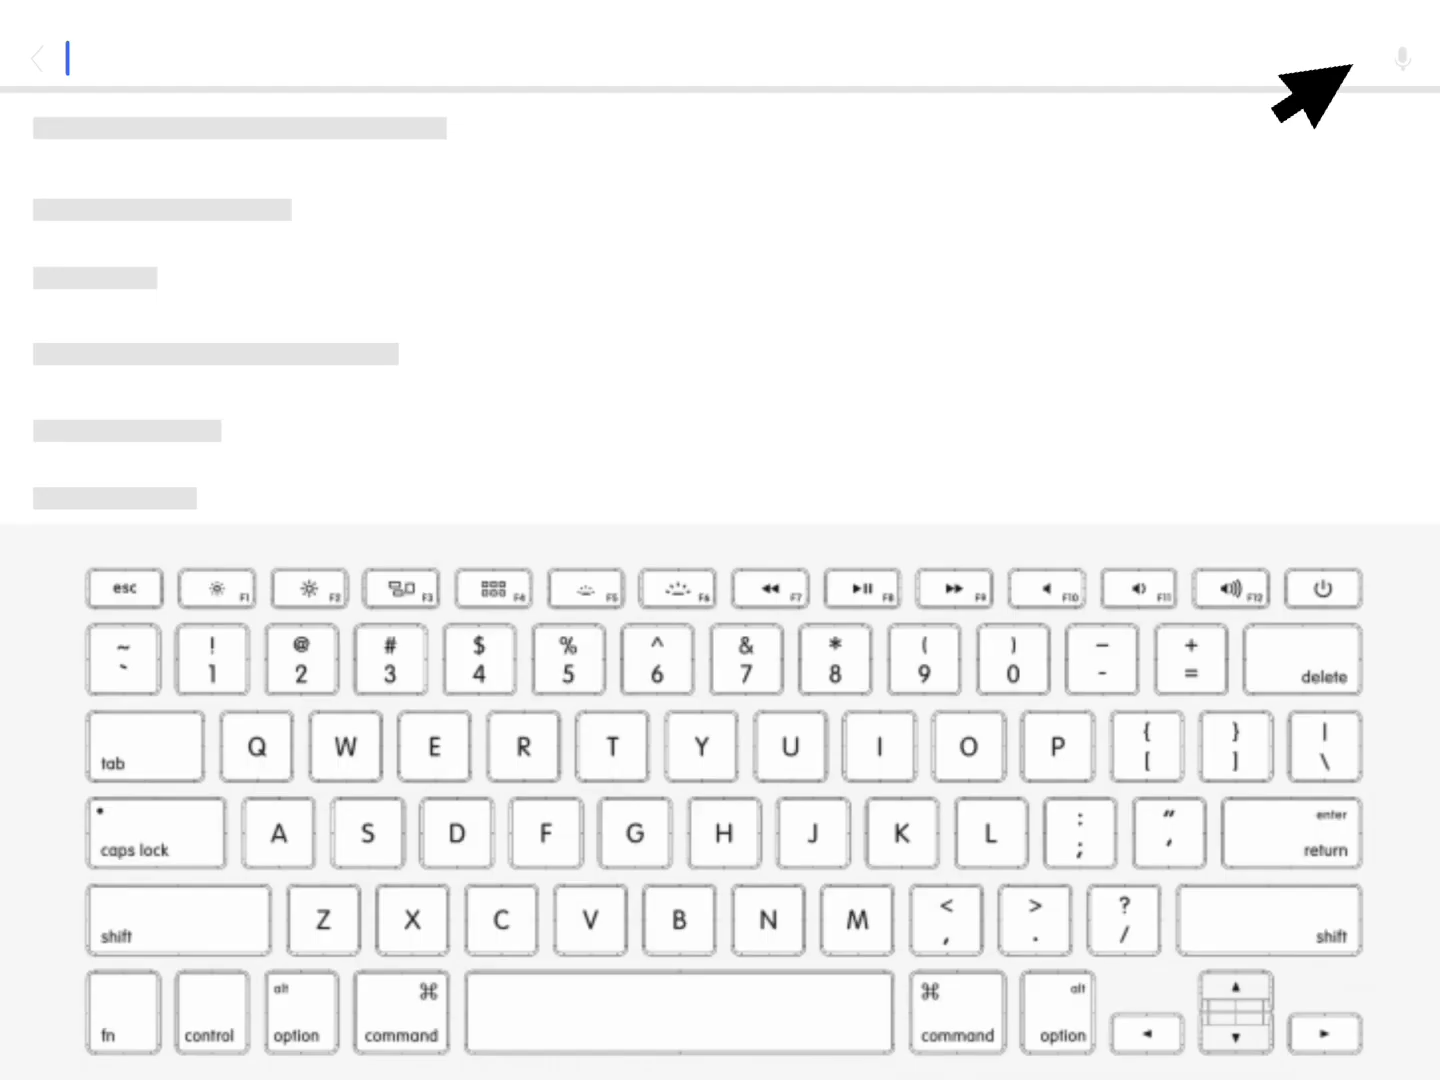 esc F1 F2 F3 F4 F5 F6 F7 F8 F9 F10 F11 F12
~ ! @ # $ % ^ & * ( ) — +
` 1 2 3 4 5 6 7 8 9 0 - = delete
tab Q W E R T Y U I O P { [ } ] | \
caps lock A S D F G H J K L : ; " ' enter return
shift Z X C V B N M < , > . ? / shift
fn control alt option ⌘ command ⌘ command alt option ◀ ▲ ▼ ▶